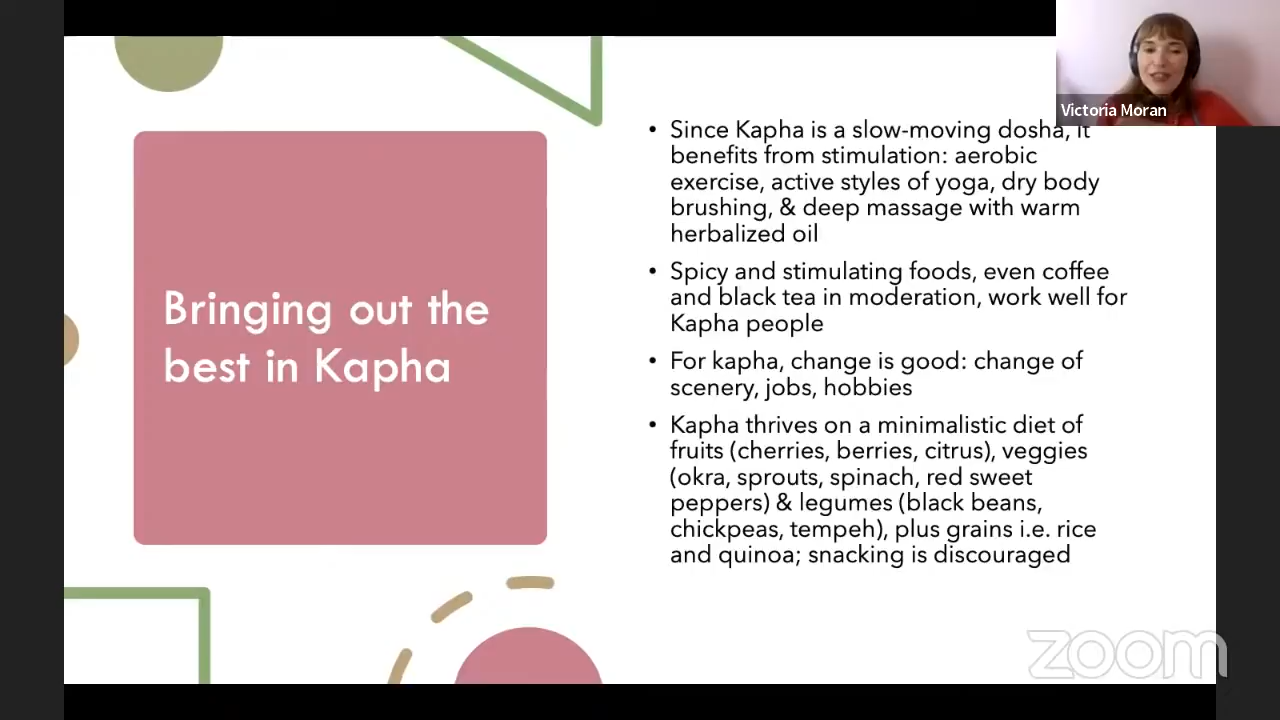 Victoria Moran
Bringing out the
best in Kapha
• Since Kapha is a slow-moving dosha, it
benefits from stimulation: aerobic
exercise, active styles of yoga, dry body
brushing, & deep massage with warm
herbalized oil
• Spicy and stimulating foods, even coffee
and black tea in moderation, work well for
Kapha people
• For kapha, change is good: change of
scenery, jobs, hobbies
• Kapha thrives on a minimalistic diet of
fruits (cherries, berries, citrus), veggies
(okra, sprouts, spinach, red sweet
peppers) & legumes (black beans,
chickpeas, tempeh), plus grains i.e. rice
and quinoa; snacking is discouraged
zoom